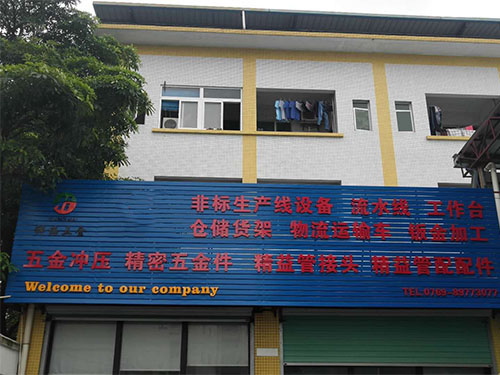 非标生产线设备 流水线 工作台
仓储货架 物流运输车 钣金加工
五金冲压 精密五金件 精益管接头 精益管配配件
Welcome to our company
TEL:0769-89773077